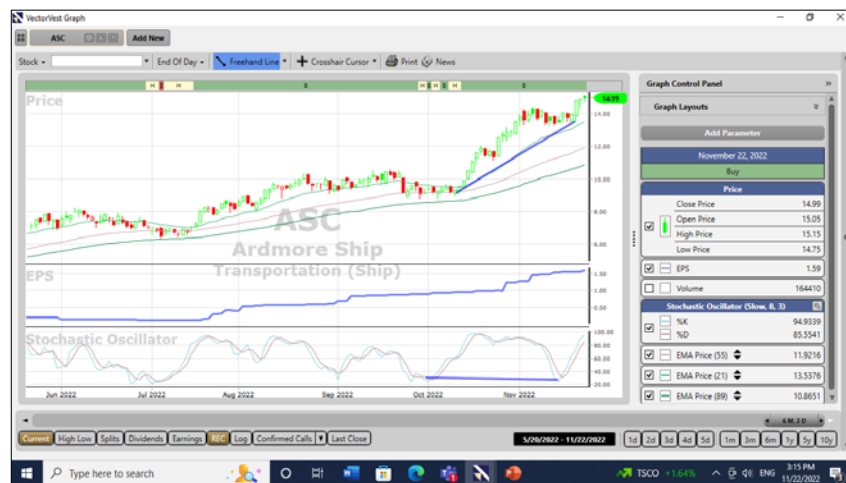 VectorVest Graph
ASC Add New
Stock End Of Day Freehand Line Crosshair Cursor Print News
H S H B H B H S H B
Price
14.99
14.00
12.00
10.00
8.00
6.00
ASC
Ardmore Ship
Transportation (Ship)
EPS
1.50
1.00
0.50
Stochastic Oscillator
100.00
80.00
60.00
40.00
20.00
Jun 2022 Jul 2022 Aug 2022 Sep 2022 Oct 2022 Nov 2022
Graph Control Panel
Graph Layouts
Add Parameter
November 22, 2022
Buy
Price
Close Price 14.99
Open Price 15.05
High Price 15.15
Low Price 14.75
EPS 1.59
Volume 164410
Stochastic Oscillator (Slow, 8, 3)
%K 94.9339
%D 85.5541
EMA Price (55) 11.9216
EMA Price (21) 13.5376
EMA Price (89) 10.8651
6 M, 2 D
Current High Low Splits Dividends Earnings REC Log Confirmed Calls Last Close 5/20/2022 - 11/22/2022 1d 2d 3d 4d 5d 1m 3m 6m 1y 5y 10y
Type here to search TSCO +1.64% ENG 3:15 PM
11/22/2022